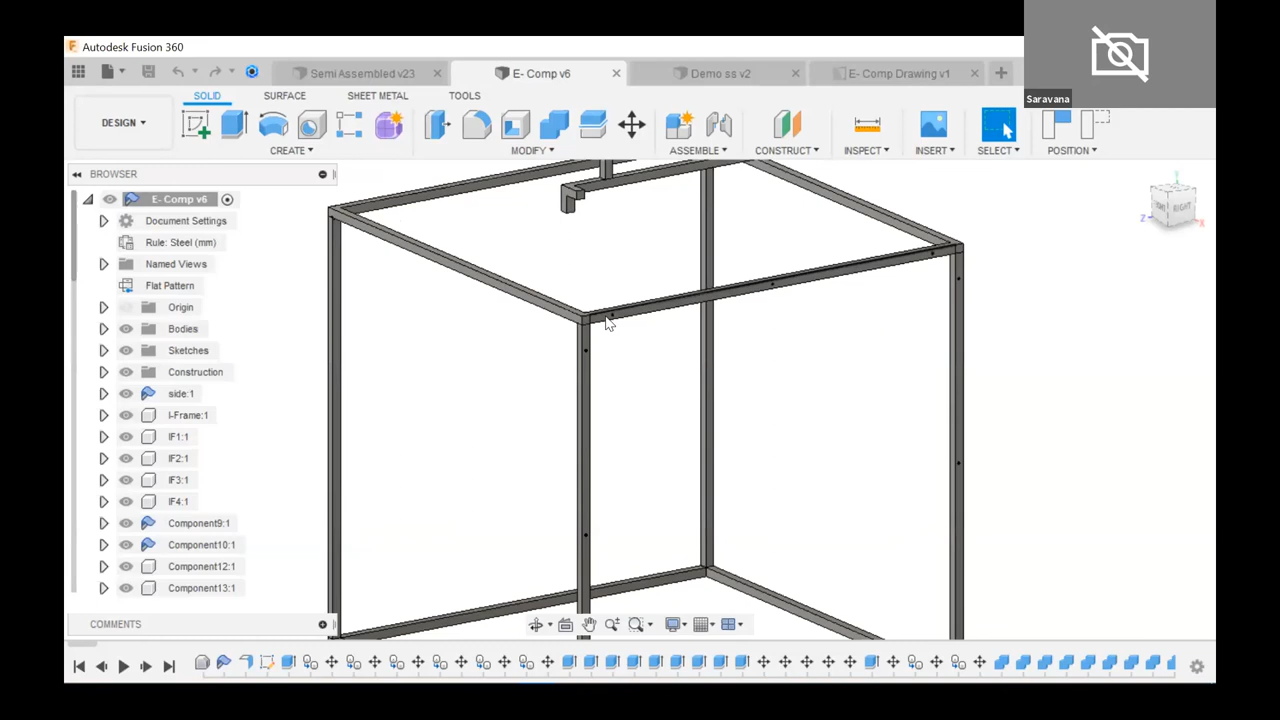 Autodesk Fusion 360
Semi Assembled v23
E- Comp v6
Demo ss v2
E- Comp Drawing v1
Saravana
SOLID SURFACE SHEET METAL TOOLS
DESIGN
CREATE MODIFY ASSEMBLE CONSTRUCT INSPECT INSERT SELECT POSITION
BROWSER
E- Comp v6
Document Settings
Rule: Steel (mm)
Named Views
Flat Pattern
Origin
Bodies
Sketches
Construction
side:1
I-Frame:1
IF1:1
IF2:1
IF3:1
IF4:1
Component9:1
Component10:1
Component12:1
Component13:1
COMMENTS
RIGHT
Z
X